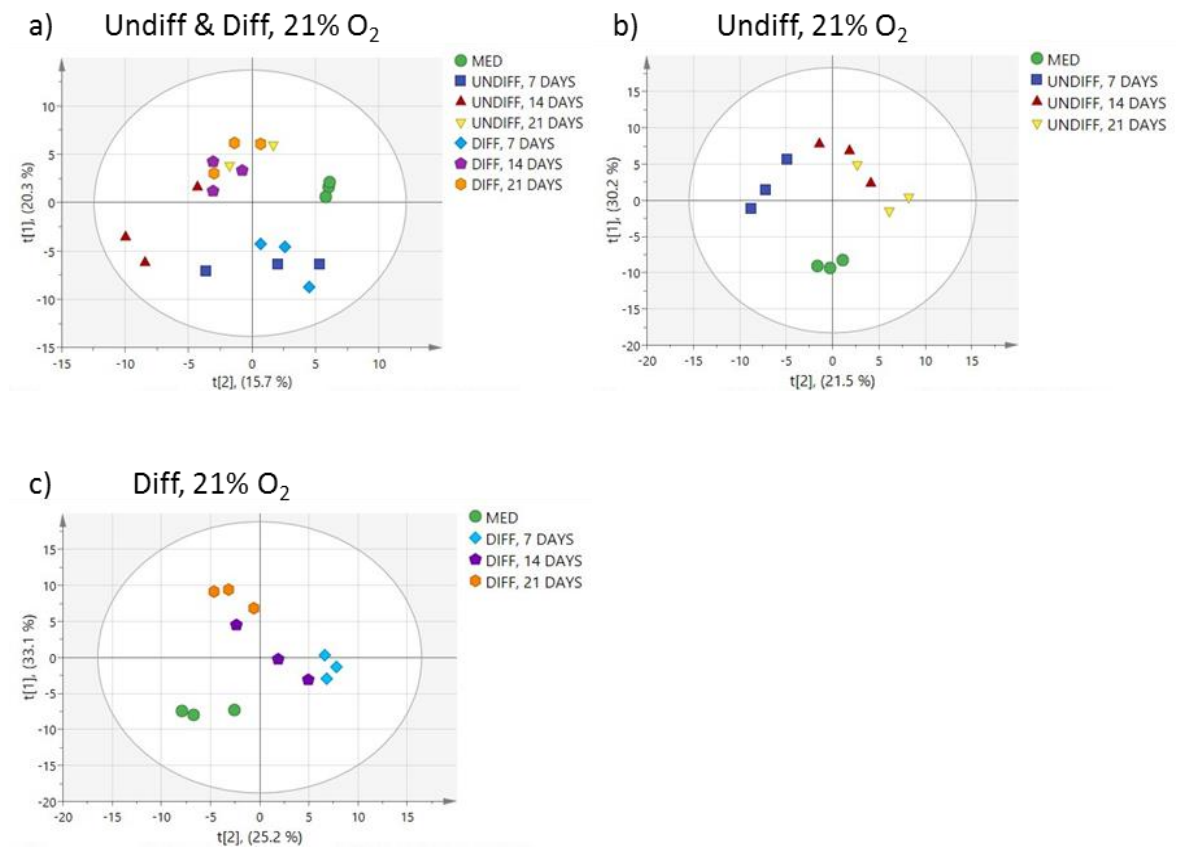 a) Undiff & Diff, 21% O2
MED
UNDIFF, 7 DAYS
UNDIFF, 14 DAYS
UNDIFF, 21 DAYS
DIFF, 7 DAYS
DIFF, 14 DAYS
DIFF, 21 DAYS
10
5
0
-5
-10
-15
-15 -10 -5 0 5 10
t[1], (20.3 %)
t[2], (15.7 %)
b) Undiff, 21% O2
MED
UNDIFF, 7 DAYS
UNDIFF, 14 DAYS
UNDIFF, 21 DAYS
15
10
5
0
-5
-10
-15
-20
-20 -15 -10 -5 0 5 10 15
t[1], (30.2 %)
t[2], (21.5 %)
c) Diff, 21% O2
MED
DIFF, 7 DAYS
DIFF, 14 DAYS
DIFF, 21 DAYS
15
10
5
0
-5
-10
-15
-20
-20 -15 -10 -5 0 5 10 15
t[1], (33.1 %)
t[2], (25.2 %)